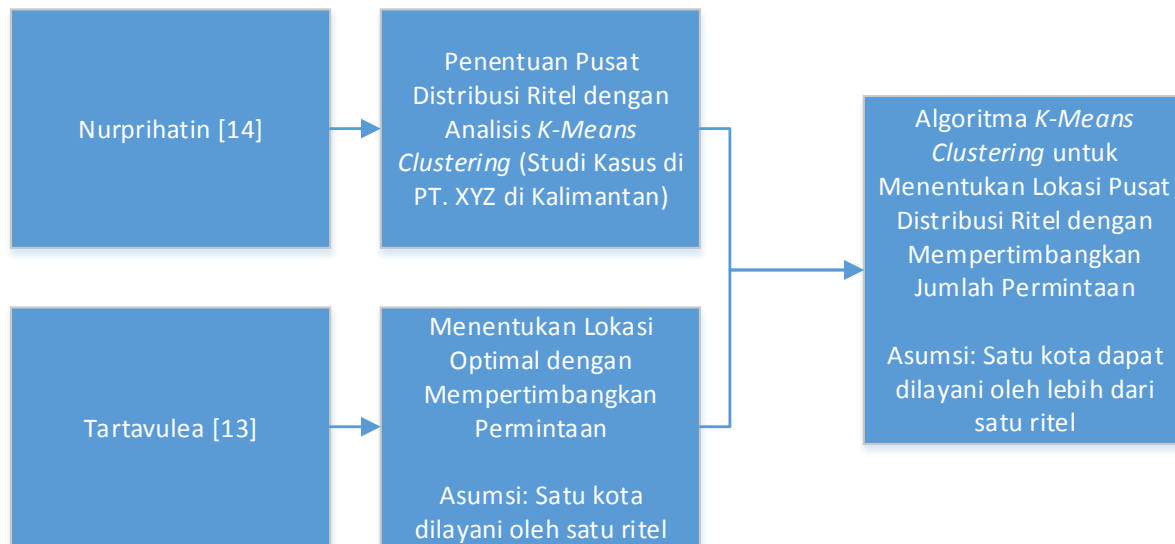 Nurprihatin [14]
Penentuan Pusat
Distribusi Ritel dengan
Analisis K-Means
Clustering (Studi Kasus di
PT. XYZ di Kalimantan)
Tartavulea [13]
Menentukan Lokasi
Optimal dengan
Mempertimbangkan
Permintaan
Asumsi: Satu kota
dilayani oleh satu ritel
Algoritma K-Means
Clustering untuk
Menentukan Lokasi Pusat
Distribusi Ritel dengan
Mempertimbangkan
Jumlah Permintaan
Asumsi: Satu kota dapat
dilayani oleh lebih dari
satu ritel